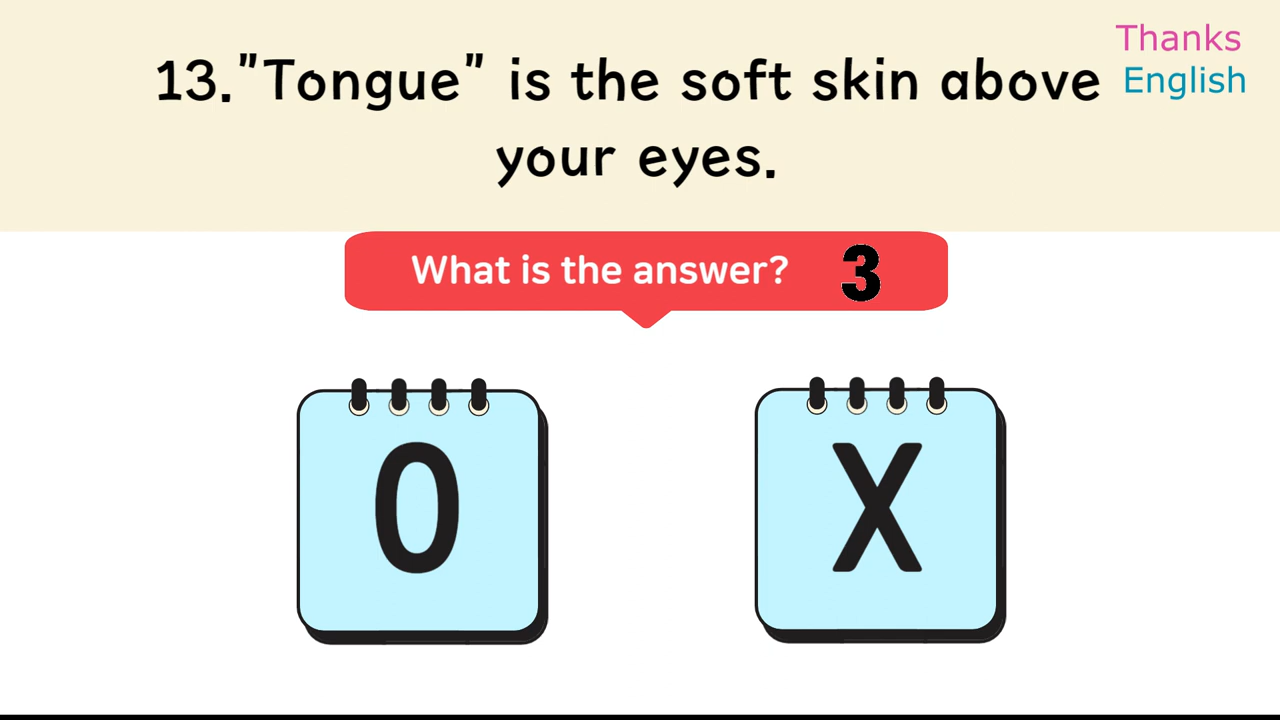 13."Tongue" is the soft skin above
your eyes.
Thanks
English
What is the answer? 3
O X